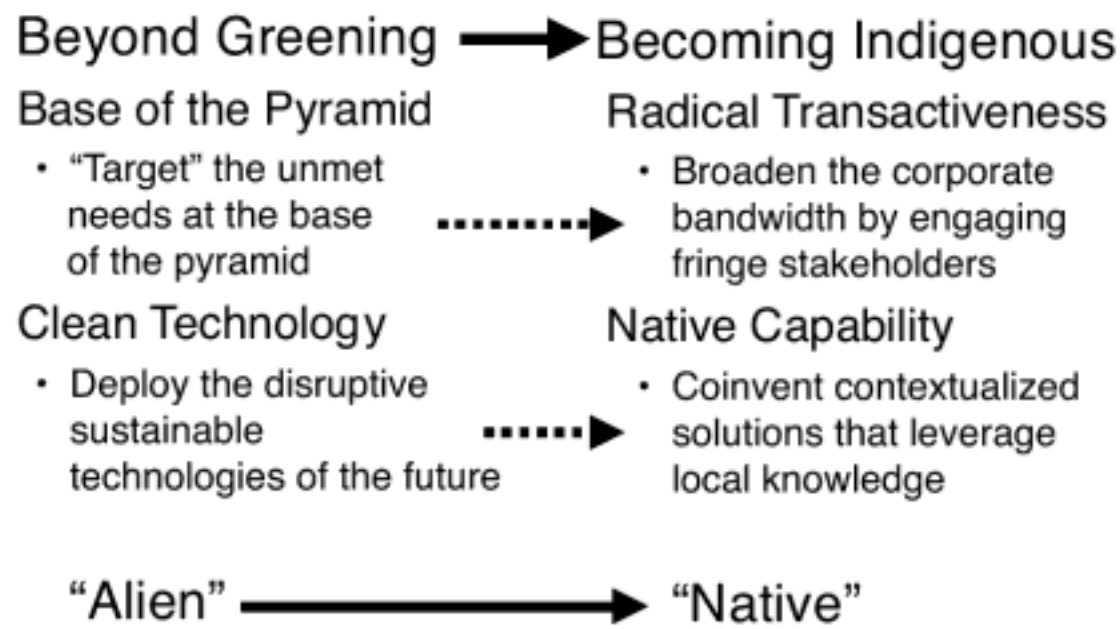 Beyond Greening
Becoming Indigenous
Base of the Pyramid
• “Target” the unmet
needs at the base
of the pyramid
Radical Transactiveness
• Broaden the corporate
bandwidth by engaging
fringe stakeholders
Clean Technology
• Deploy the disruptive
sustainable
technologies of the future
Native Capability
• Coinvent contextualized
solutions that leverage
local knowledge
“Alien”
“Native”